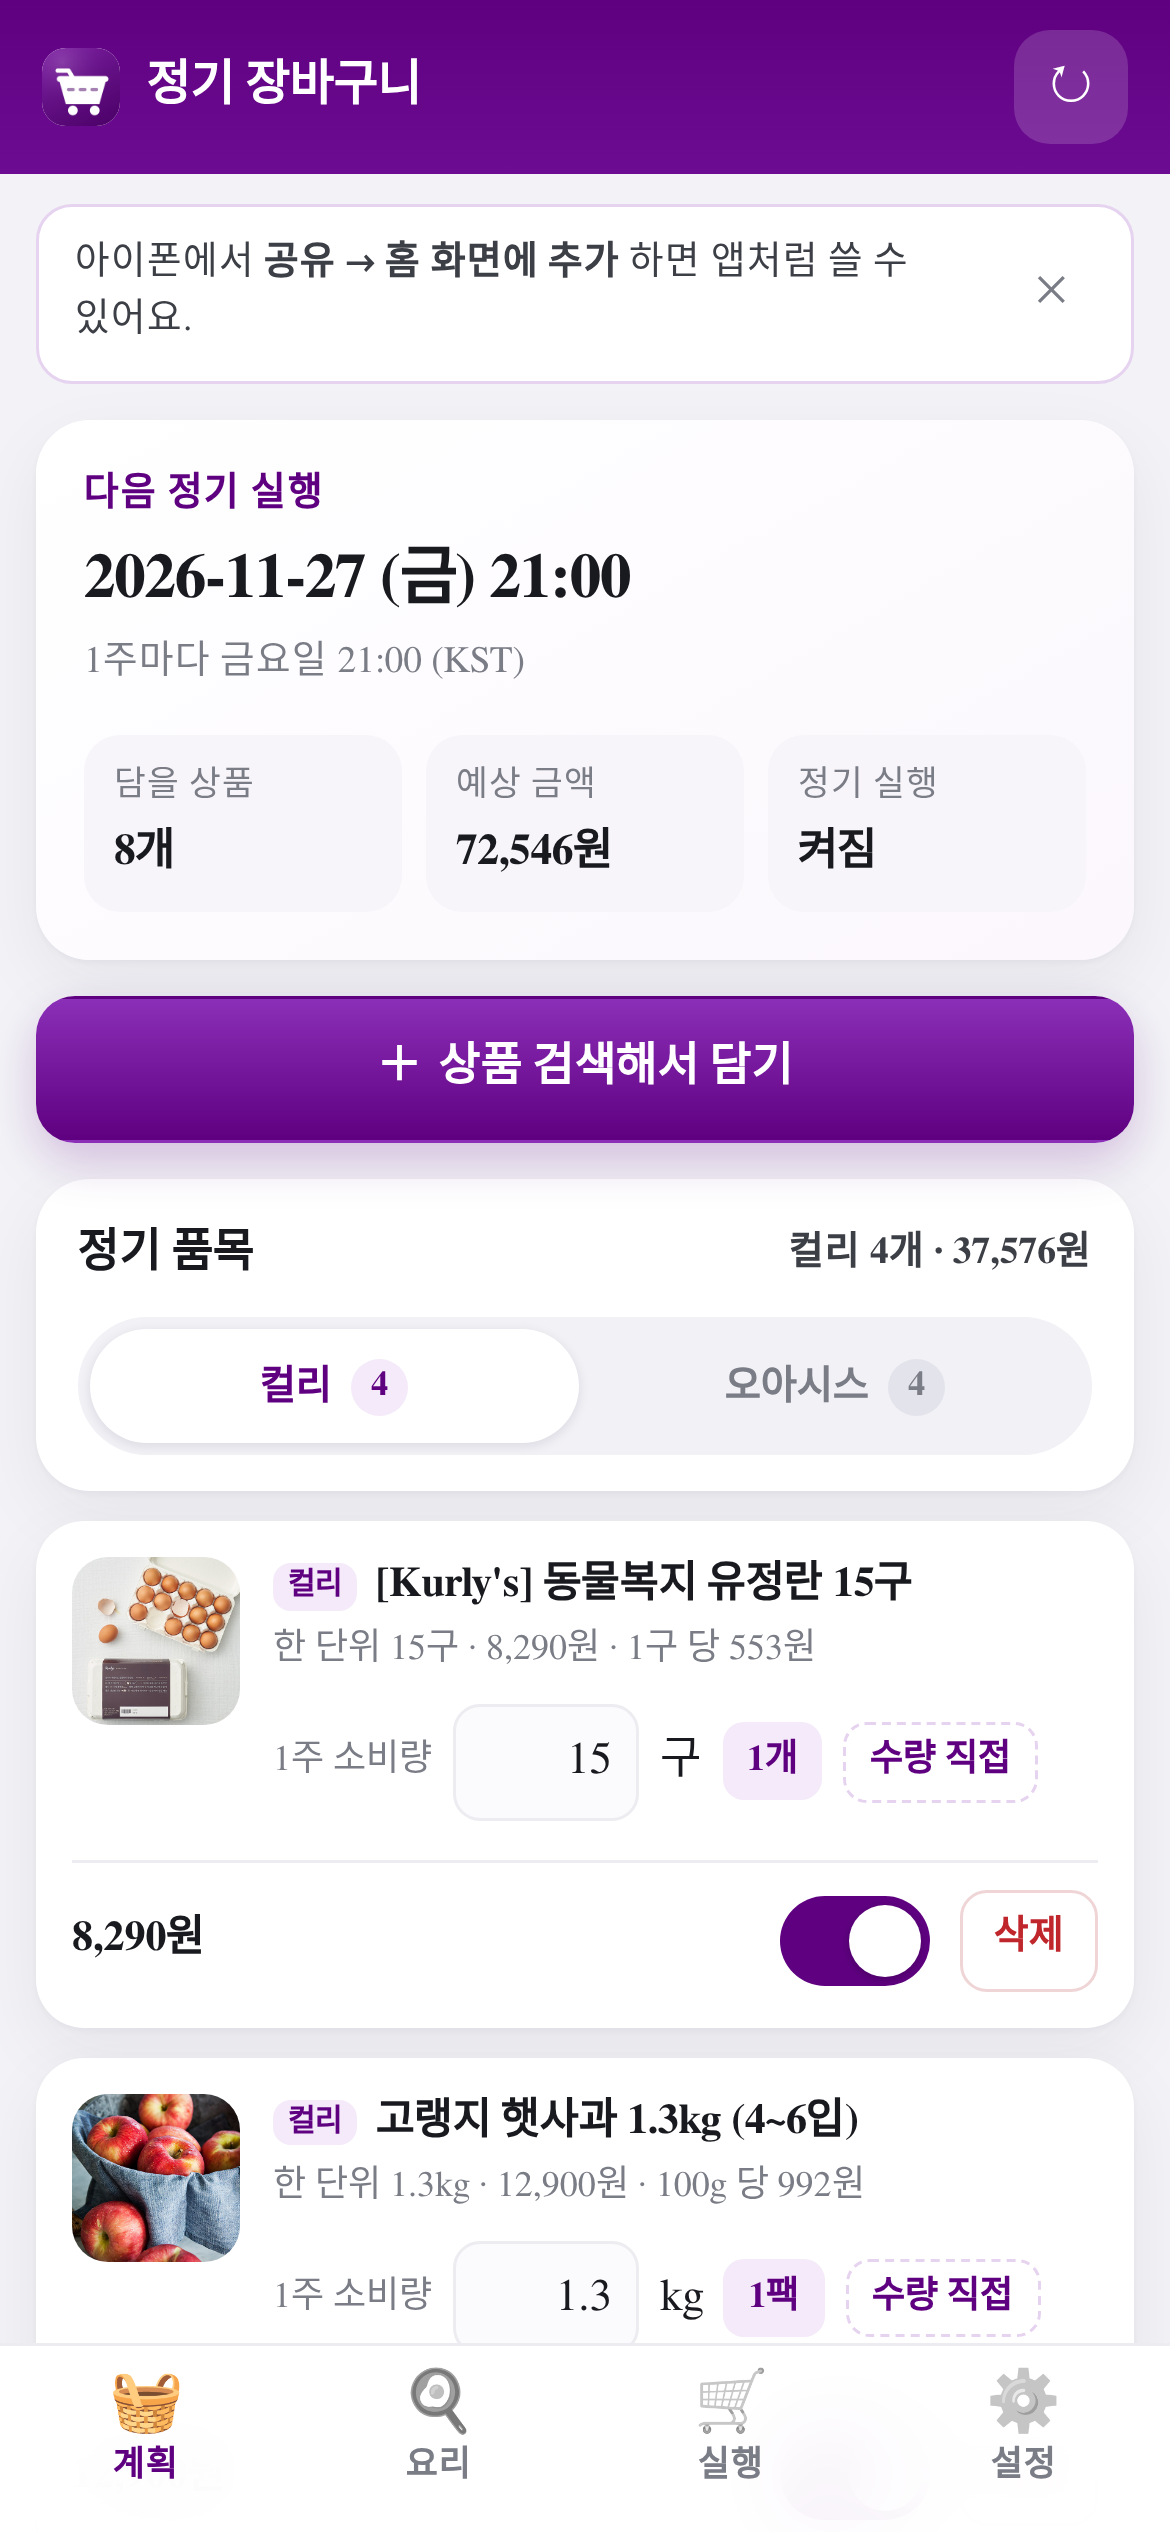 정기 장바구니
아이폰에서 공유 → 홈 화면에 추가 하면 앱처럼 쓸 수
있어요.
다음 정기 실행
2026-11-27 (금) 21:00
1주마다 금요일 21:00 (KST)
담을 상품 예상 금액 정기 실행
8개 72,546원 켜짐
+ 상품 검색해서 담기
정기 품목 컬리 4개 · 37,576원
컬리 4 오아시스 4
컬리 [Kurly's] 동물복지 유정란 15구
한 단위 15구 · 8,290원 · 1구 당 553원
1주 소비량 15 구 1개 수량 직접
8,290원 삭제
컬리 고랭지 햇사과 1.3kg (4~6입)
한 단위 1.3kg · 12,900원 · 100g 당 992원
1주 소비량 1.3 kg 1팩 수량 직접
계획 요리 실행 설정